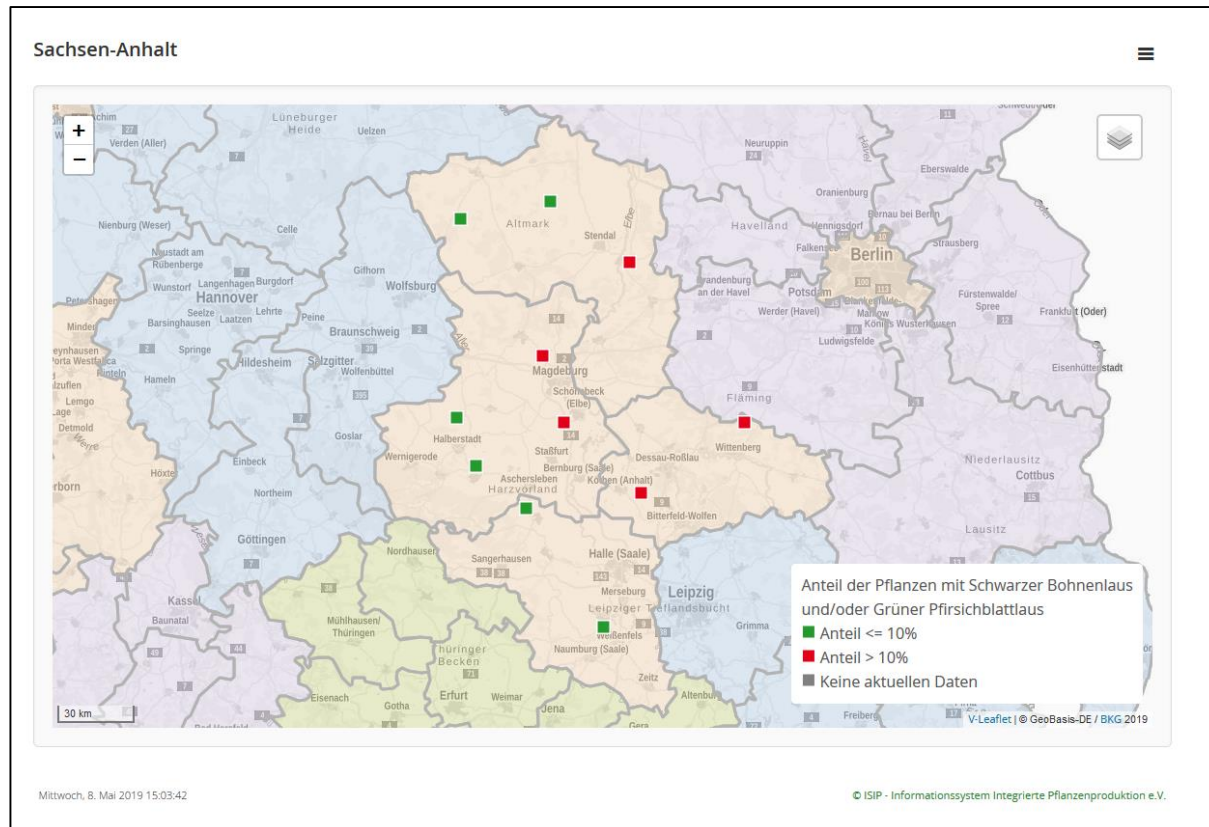 Sachsen-Anhalt
+
−
Lüneburger
Heide
Uelzen
Verden (Aller)
Neuruppin
Eberswalde
Oranienburg
Bernau bei Berlin
Nienburg (Weser)
Celle
Altmark
Stendal
Elbe
Havelland
Hennigsdorf
Strausberg
Neustadt am
Rübenberge
Gifhorn
Berlin
Wunstorf
Langenhagen
Burgdorf
Hannover
Wolfsburg
Brandenburg
an der Havel
Potsdam
Fürstenwalde/
Spree
Frankfurt (Oder)
Seelze
Laatzen
Lehrte
Peine
Werder (Havel)
Königs Wusterhausen
Barsinghausen
Braunschweig
Ludwigsfelde
Minden
Springe
Hildesheim
Salzgitter
Wolfenbüttel
Aller
Magdeburg
Eisenhüttenstadt
Hameln
Schönebeck
(Elbe)
Fläming
Lemgo
Detmold
Goslar
Halberstadt
Wernigerode
Staßfurt
Wittenberg
Dessau-Roßlau
Niederlausitz
Höxter
Einbeck
Bernburg (Saale)
Aschersleben
Köthen (Anhalt)
Cottbus
Harzvorland
Northeim
Bitterfeld-Wolfen
Lausitz
Göttingen
Nordhausen
Sangerhausen
Halle (Saale)
Merseburg
Leipzig
Kassel
Baunatal
Mühlhausen/
Thüringen
Leipziger Tieflandsbucht
Grimma
Weißenfels
Naumburg (Saale)
Thüringer
Becken
Zeitz
Eisenach
Gotha
Erfurt
Weimar
Jena
Gera
Altenburg
Freiberg
Anteil der Pflanzen mit Schwarzer Bohnenlaus
und/oder Grüner Pfirsichblattlaus
Anteil <= 10%
Anteil > 10%
Keine aktuellen Daten
30 km
V-Leaflet | © GeoBasis-DE / BKG 2019
Mittwoch, 8. Mai 2019 15:03:42
© ISIP - Informationssystem Integrierte Pflanzenproduktion e.V.